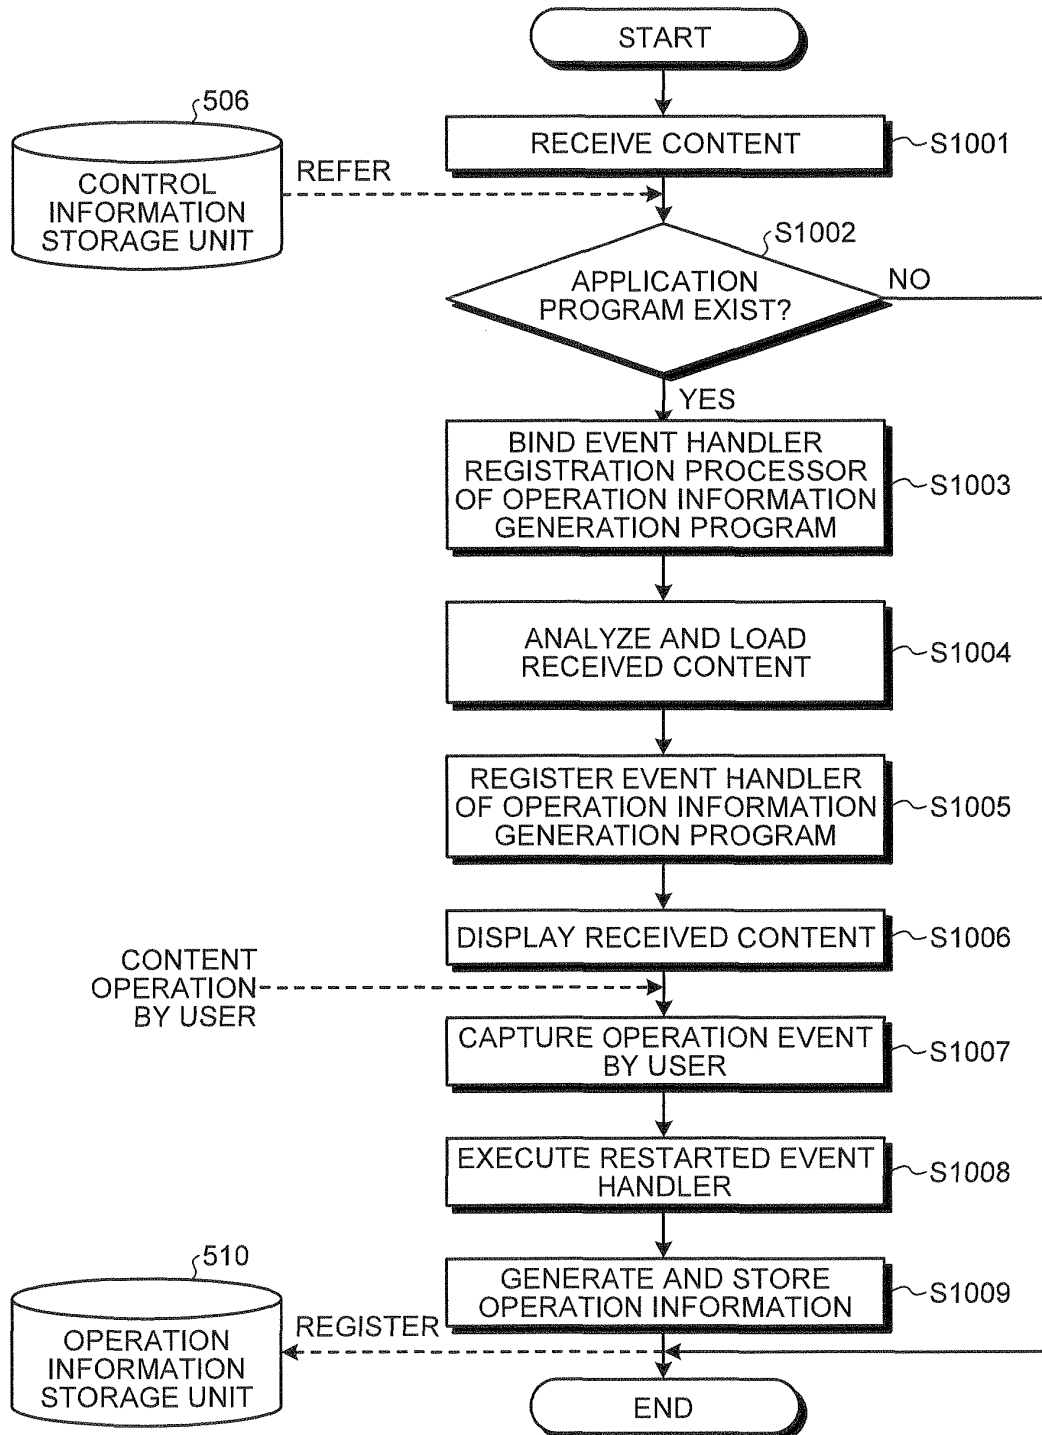 START
506
RECEIVE CONTENT
S1001
CONTROL
INFORMATION
STORAGE UNIT
REFER
S1002
APPLICATION
PROGRAM EXIST?
NO
YES
BIND EVENT HANDLER
REGISTRATION PROCESSOR
OF OPERATION INFORMATION
GENERATION PROGRAM
S1003
ANALYZE AND LOAD
RECEIVED CONTENT
S1004
REGISTER EVENT HANDLER
OF OPERATION INFORMATION
GENERATION PROGRAM
S1005
DISPLAY RECEIVED CONTENT
S1006
CONTENT
OPERATION
BY USER
CAPTURE OPERATION EVENT
BY USER
S1007
EXECUTE RESTARTED EVENT
HANDLER
S1008
510
GENERATE AND STORE
OPERATION INFORMATION
S1009
OPERATION
INFORMATION
STORAGE UNIT
REGISTER
END